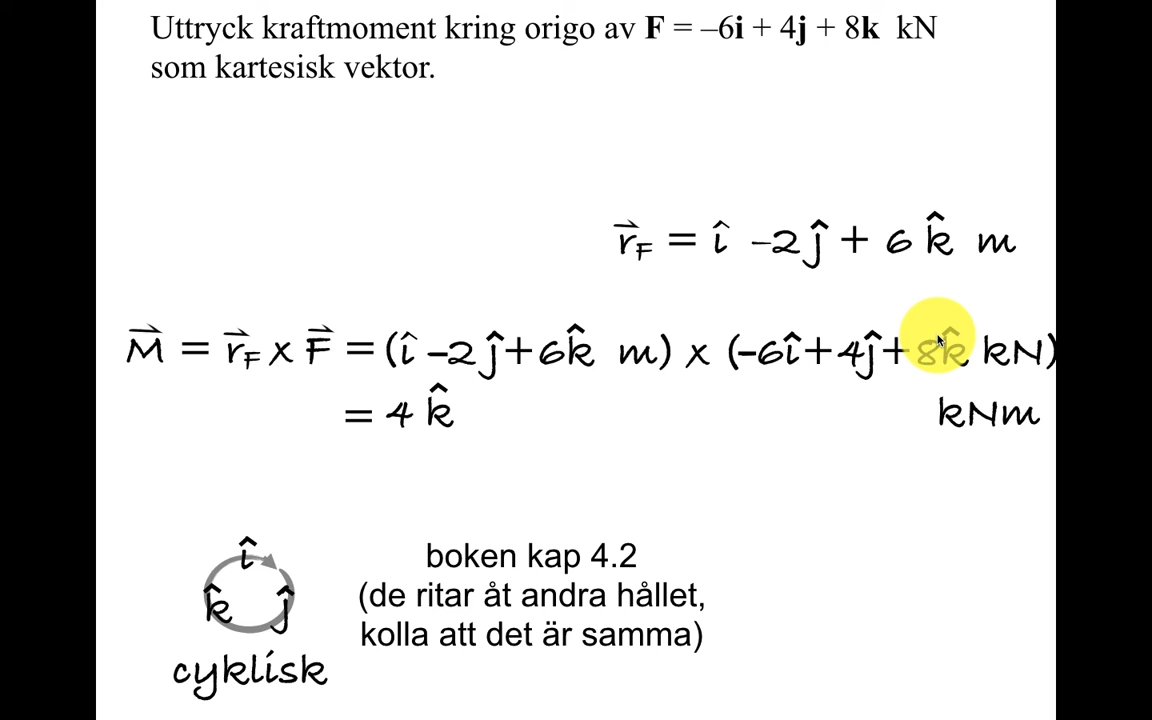 Uttryck kraftmoment kring origo av F = –6i + 4j + 8k kN
som kartesisk vektor.
r⃗F = î -2ĵ + 6k̂ m
M⃗ = r⃗F x F⃗ = (î -2ĵ+6k̂ m) x (-6î+4ĵ+8k̂ kN)
= 4k̂ kNm
î
k̂ ĵ
cyklisk
boken kap 4.2
(de ritar åt andra hållet,
kolla att det är samma)